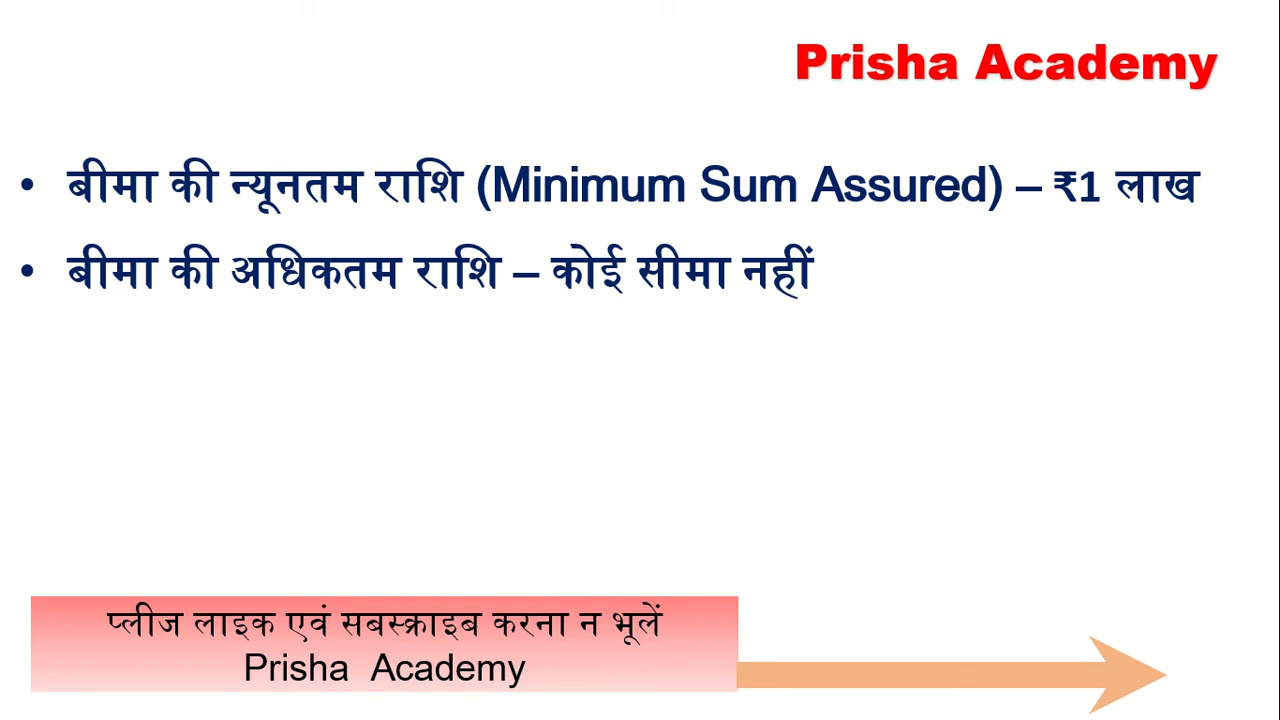 Prisha Academy
• बीमा की न्यूनतम राशि (Minimum Sum Assured) – ₹1 लाख
• बीमा की अधिकतम राशि – कोई सीमा नहीं
प्लीज लाइक एवं सबस्क्राइब करना न भूलें
Prisha Academy